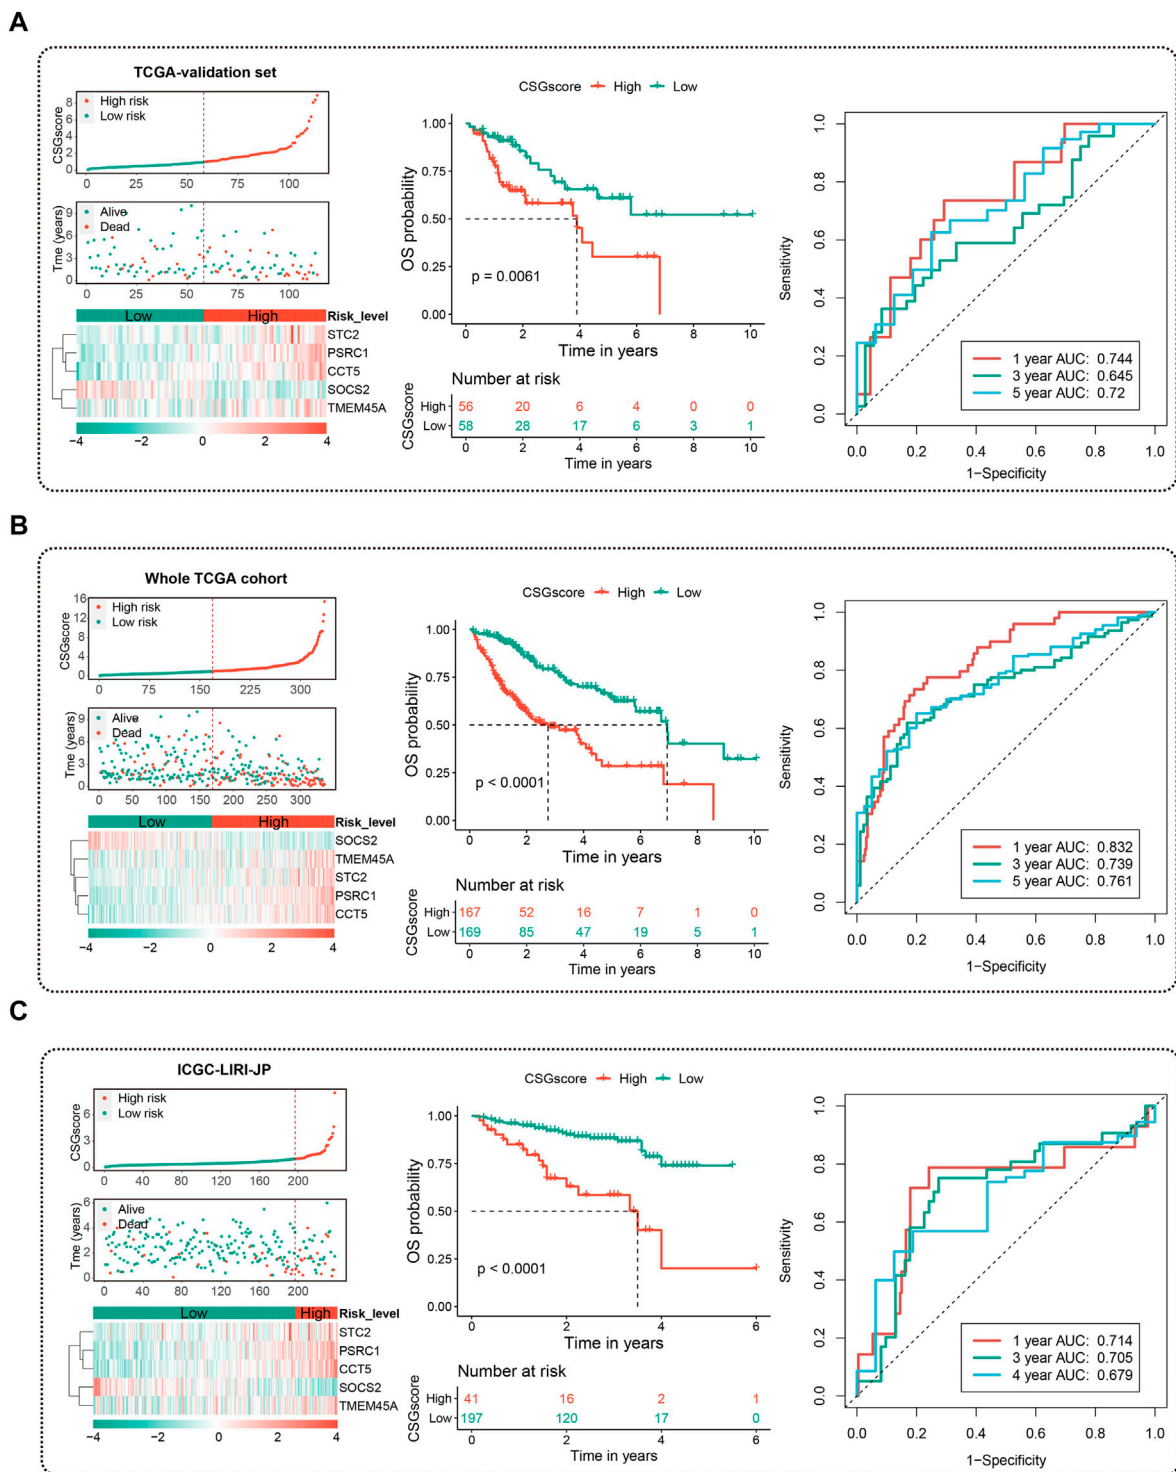 A
TCGA-validation set
CSGscore
8
6
4
2
0
High risk
Low risk
0 25 50 75 100
Tme (years)
9
6
3
0
Alive
Dead
0 25 50 75 100
Low High Risk_level
STC2
PSRC1
CCT5
SOCS2
TMEM45A
−4 −2 0 2 4
CSGscore High Low
OS probability
1.00
0.75
0.50
0.25
0.00
p = 0.0061
0 2 4 6 8 10
Time in years
Number at risk
CSGscore
High 56 20 6 4 0 0
Low 58 28 17 6 3 1
0 2 4 6 8 10
Time in years
Sensitivity
1.0
0.8
0.6
0.4
0.2
0.0
1 year AUC: 0.744
3 year AUC: 0.645
5 year AUC: 0.72
0.0 0.2 0.4 0.6 0.8 1.0
1-Specificity
B
Whole TCGA cohort
CSGscore
16
12
8
4
0
High risk
Low risk
0 75 150 225 300
Tme (years)
9
6
3
0
Alive
Dead
0 50 100 150 200 250 300
Low High Risk_level
SOCS2
TMEM45A
STC2
PSRC1
CCT5
−4 −2 0 2 4
CSGscore High Low
OS probability
1.00
0.75
0.50
0.25
0.00
p < 0.0001
0 2 4 6 8 10
Time in years
Number at risk
CSGscore
High 167 52 16 7 1 0
Low 169 85 47 19 5 1
0 2 4 6 8 10
Time in years
Sensitivity
1.0
0.8
0.6
0.4
0.2
0.0
1 year AUC: 0.832
3 year AUC: 0.739
5 year AUC: 0.761
0.0 0.2 0.4 0.6 0.8 1.0
1-Specificity
C
ICGC-LIRI-JP
CSGscore
6
3
0
High risk
Low risk
0 40 80 120 160 200
Tme (years)
6
4
2
0
Alive
Dead
0 40 80 120 160 200
Low High Risk_level
STC2
PSRC1
CCT5
SOCS2
TMEM45A
−4 −2 0 2 4
CSGscore High Low
OS probability
1.00
0.75
0.50
0.25
0.00
p < 0.0001
0 2 4 6
Time in years
Number at risk
CSGscore
High 41 16 2 1
Low 197 120 17 0
0 2 4 6
Time in years
Sensitivity
1.0
0.8
0.6
0.4
0.2
0.0
1 year AUC: 0.714
3 year AUC: 0.705
4 year AUC: 0.679
0.0 0.2 0.4 0.6 0.8 1.0
1-Specificity